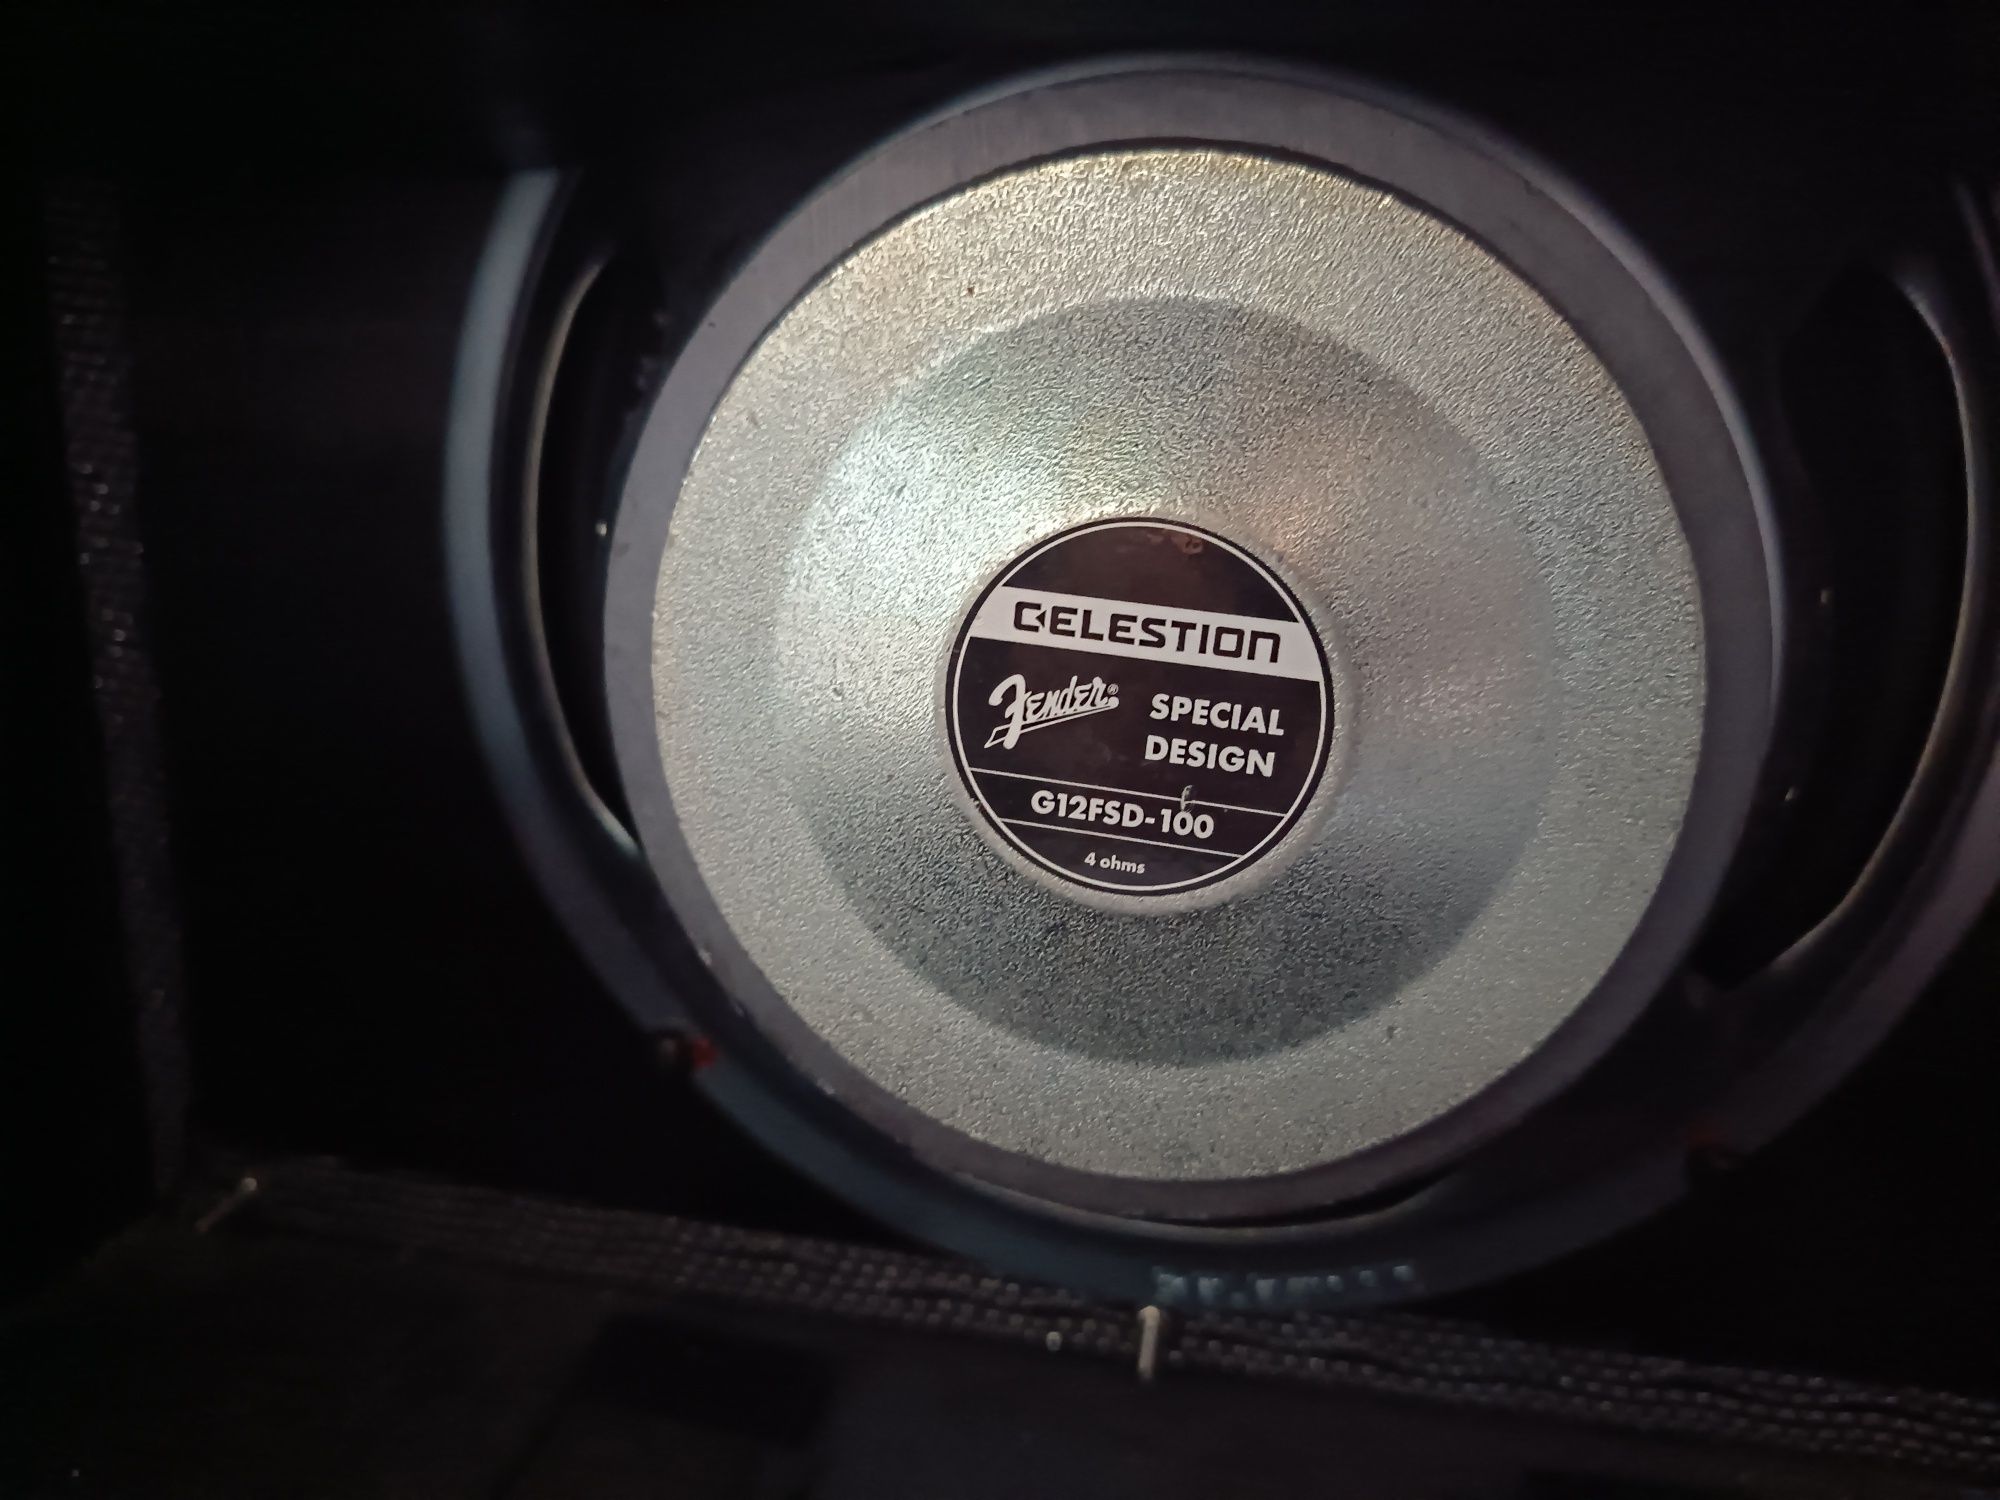 CELESTION
Fender®
SPECIAL
DESIGN
G12FSD-100
4 ohms